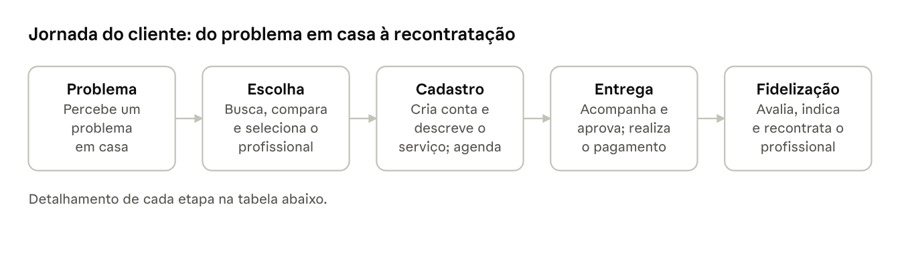 Jornada do cliente: do problema em casa à recontratação
Problema
Percebe um
problema
em casa
Escolha
Busca, compara
e seleciona o
profissional
Cadastro
Cria conta e
descreve o
serviço; agenda
Entrega
Acompanha e
aprova; realiza
o pagamento
Fidelização
Avalia, indica
e recontrata o
profissional
Detalhamento de cada etapa na tabela abaixo.